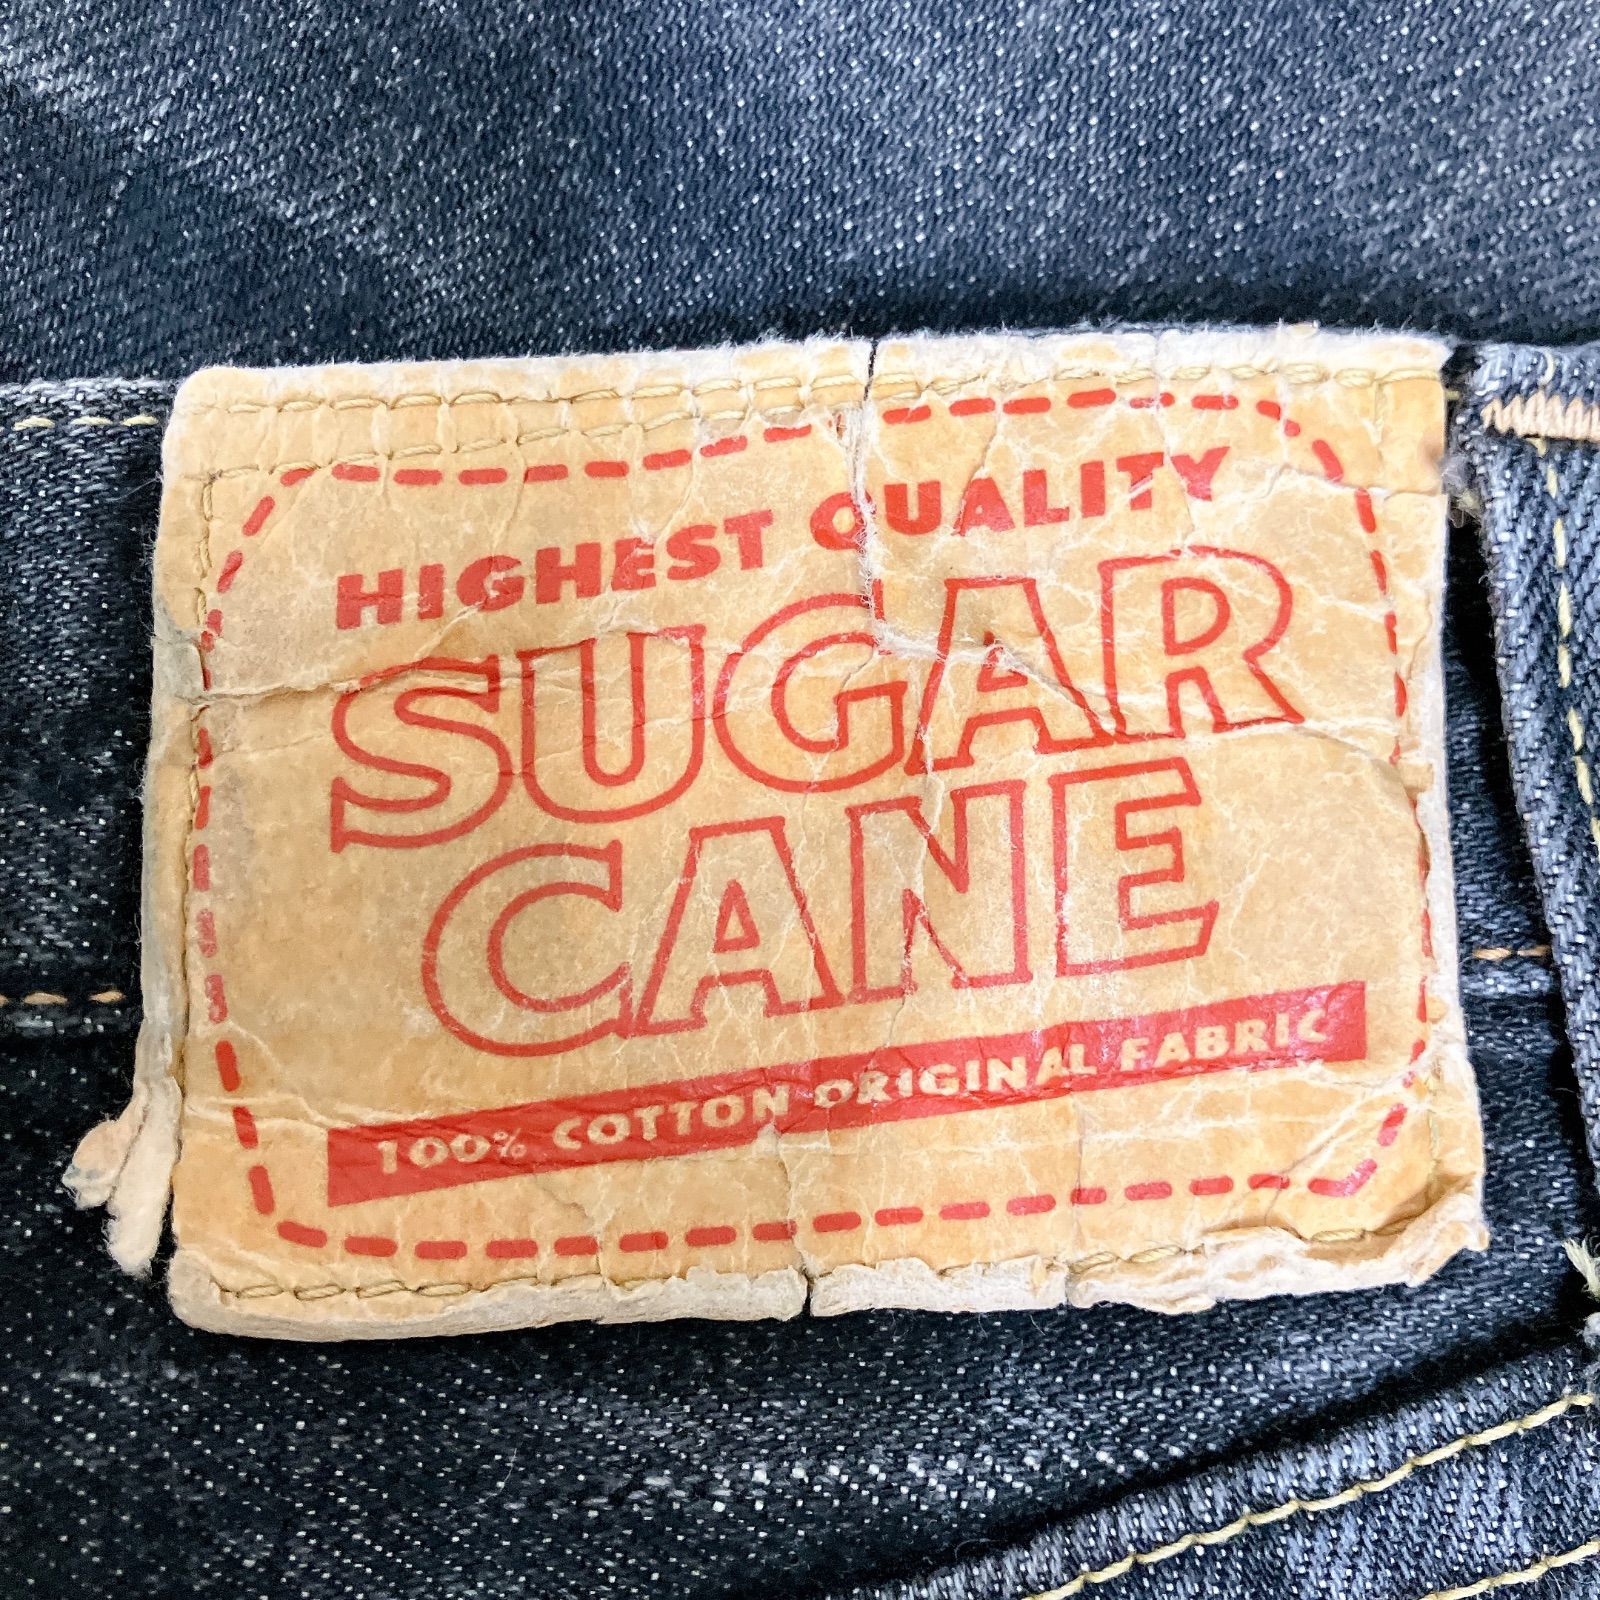 HIGHEST QUALITY
SUGAR
CANE
100% COTTON ORIGINAL FABRIC